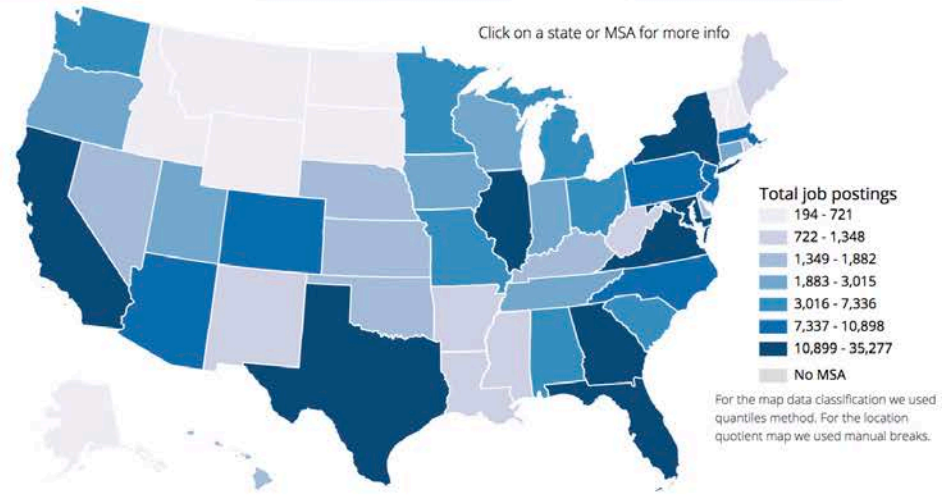 Click on a state or MSA for more info
Total job postings
194 - 721
722 - 1,348
1,349 - 1,882
1,883 - 3,015
3,016 - 7,336
7,337 - 10,898
10,899 - 35,277
No MSA
For the map data classification we used
quantiles method. For the location
quotient map we used manual breaks.